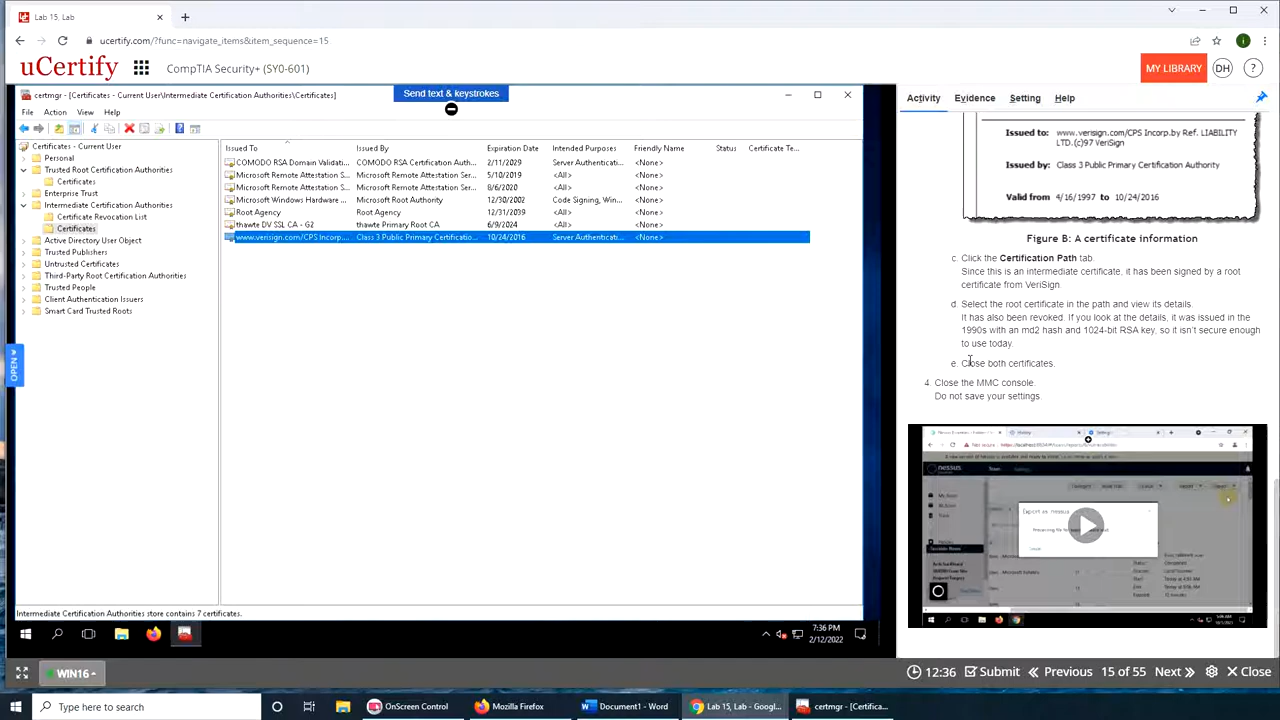 Lab 15, Lab
ucertify.com/?func=navigate_items&item_sequence=15
uCertify
CompTIA Security+ (SY0-601)
MY LIBRARY
DH
?
certmgr - [Certificates - Current User\Intermediate Certification Authorities\Certificates]
Send text & keystrokes
File Action View Help
Certificates - Current User
Personal
Trusted Root Certification Authorities
Certificates
Enterprise Trust
Intermediate Certification Authorities
Certificate Revocation List
Certificates
Active Directory User Object
Trusted Publishers
Untrusted Certificates
Third-Party Root Certification Authorities
Trusted People
Client Authentication Issuers
Smart Card Trusted Roots
Issued To Issued By Expiration Date Intended Purposes Friendly Name Status Certificate Te...
COMODO RSA Domain Validati... COMODO RSA Certification Auth... 2/11/2029 Server Authenticati... <None>
Microsoft Remote Attestation S... Microsoft Remote Attestation Ser... 5/10/2019 <All> <None>
Microsoft Remote Attestation S... Microsoft Remote Attestation Ser... 8/6/2020 <All> <None>
Microsoft Windows Hardware ... Microsoft Root Authority 12/30/2002 Code Signing, Win... <None>
Root Agency Root Agency 12/31/2039 <All> <None>
thawte DV SSL CA - G2 thawte Primary Root CA 6/9/2024 <All> <None>
www.verisign.com/CPS Incorp.... Class 3 Public Primary Certificatio... 10/24/2016 Server Authenticati... <None>
Intermediate Certification Authorities store contains 7 certificates.
OPEN
7:36 PM
2/12/2022
Activity Evidence Setting Help
Issued to: www.verisign.com/CPS Incorp.by Ref. LIABILITY
LTD.(c)97 VeriSign
Issued by: Class 3 Public Primary Certification Authority
Valid from 4/16/1997 to 10/24/2016
Figure B: A certificate information
c. Click the Certification Path tab.
Since this is an intermediate certificate, it has been signed by a root
certificate from VeriSign.
d. Select the root certificate in the path and view its details.
It has also been revoked. If you look at the details, it was issued in the
1990s with an md2 hash and 1024-bit RSA key, so it isn't secure enough
to use today.
e. Close both certificates.
4. Close the MMC console.
Do not save your settings.
nessus
WIN16
12:36 Submit Previous 15 of 55 Next Close
Type here to search
OnScreen Control
Mozilla Firefox
Document1 - Word
Lab 15, Lab - Googl...
certmgr - [Certifica...